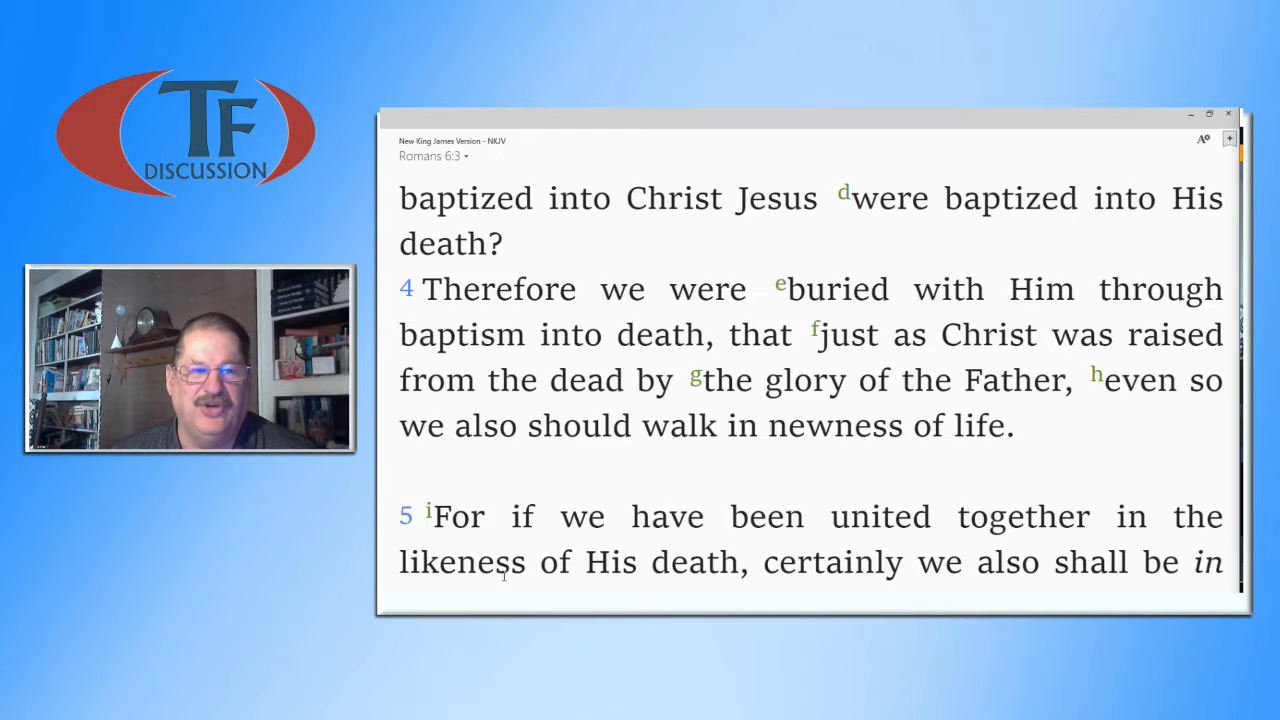 TF
DISCUSSION
New King James Version - NKJV
Romans 6:3
baptized into Christ Jesus dwere baptized into His
death?
4 Therefore we were eburied with Him through
baptism into death, that fjust as Christ was raised
from the dead by gthe glory of the Father, heven so
we also should walk in newness of life.
5 iFor if we have been united together in the
likeness of His death, certainly we also shall be in